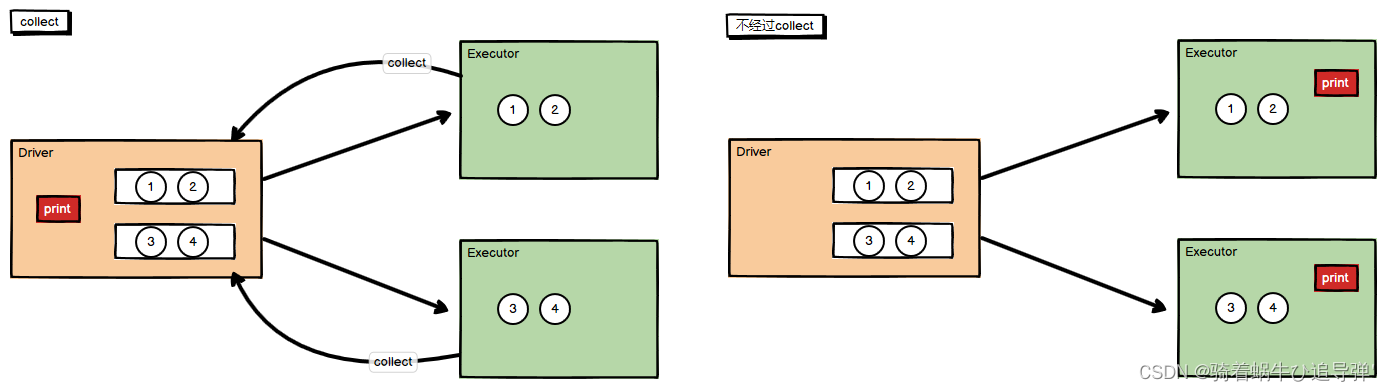 collect
collect
Executor
1 2
Driver
1 2
print
3 4
Executor
3 4
collect
不经过collect
Executor
print
1 2
Driver
1 2
3 4
Executor
print
3 4
CSDN @骑着蜗牛ひ追导弹